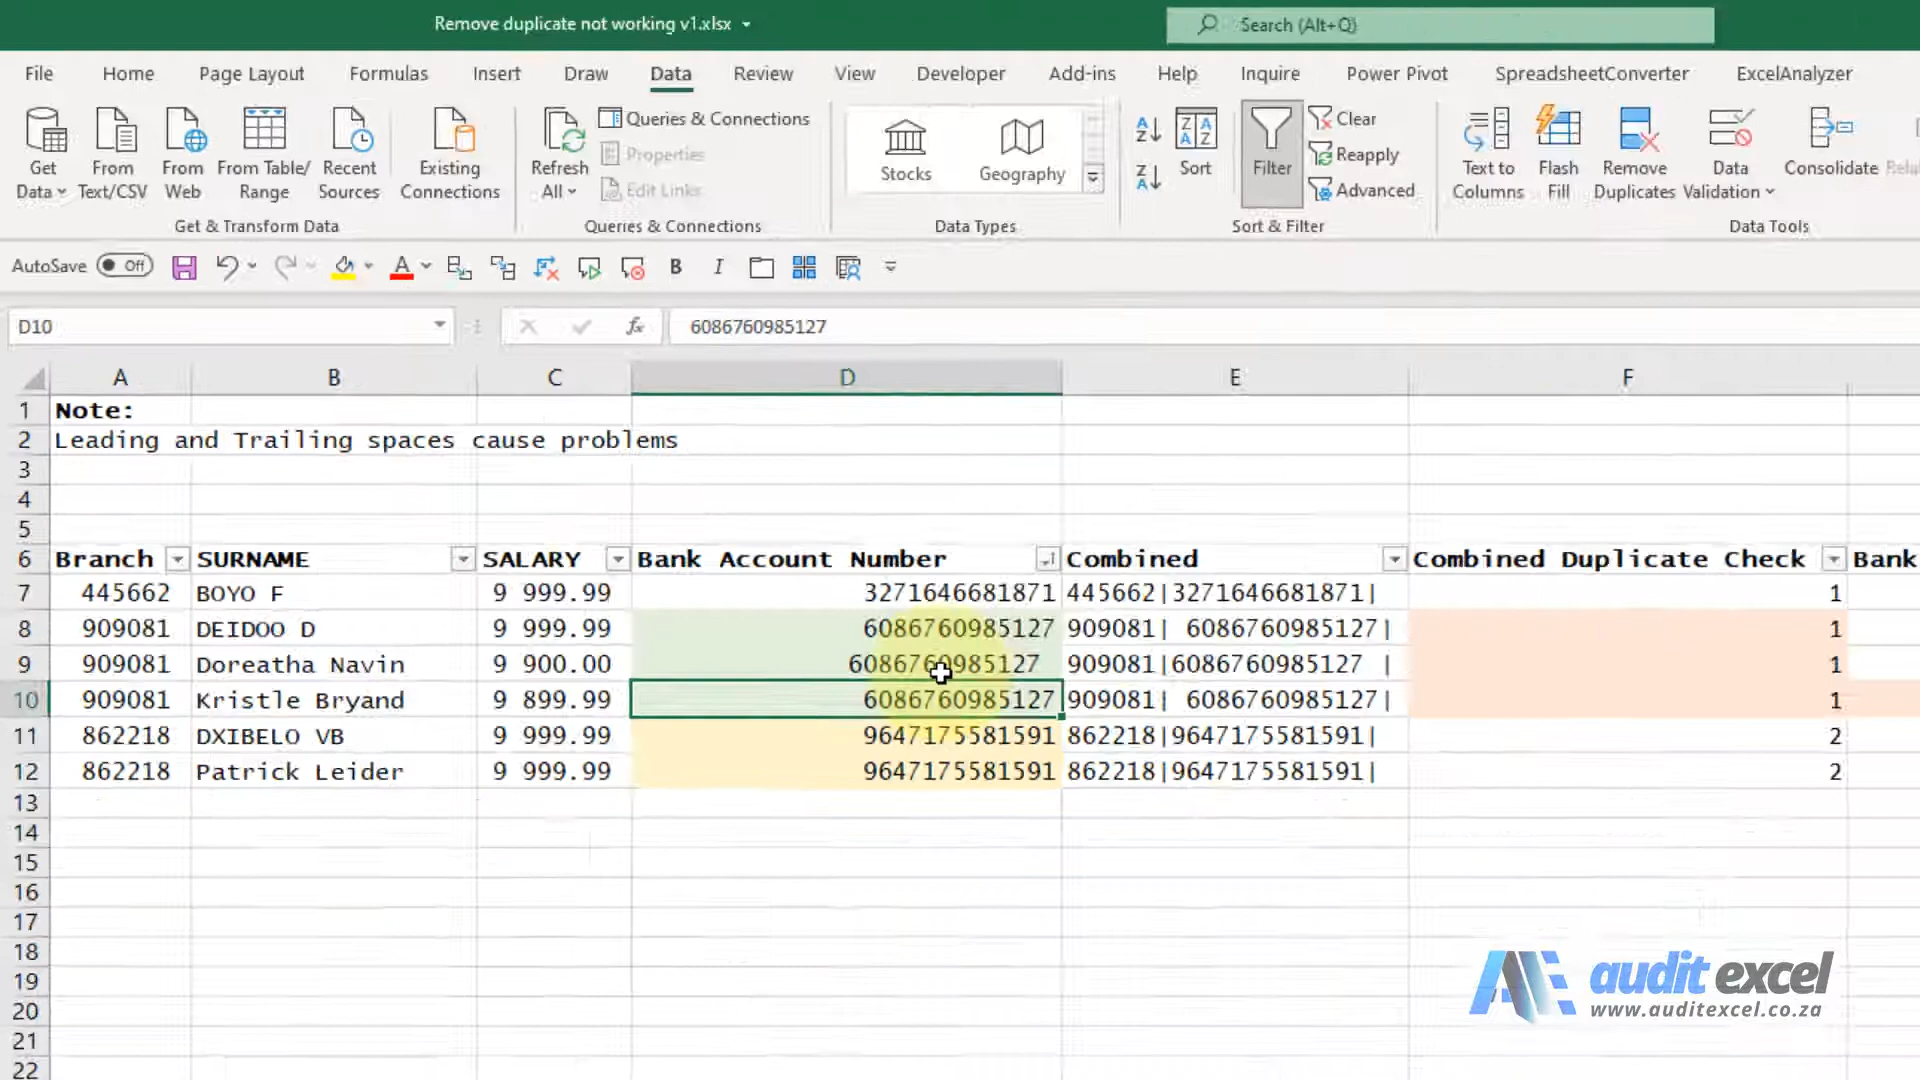 Remove duplicate not working v1.xlsx
Search (Alt+Q)
File Home Page Layout Formulas Insert Draw Data Review View Developer Add-ins Help Inquire Power Pivot SpreadsheetConverter ExcelAnalyzer
Get Data
From Text/CSV
From Web
From Table/ Range
Recent Sources
Existing Connections
Get & Transform Data
Refresh All
Queries & Connections
Properties
Edit Links
Queries & Connections
Stocks
Geography
Data Types
Sort
Filter
Clear
Reapply
Advanced
Sort & Filter
Text to Columns
Flash Fill
Remove Duplicates
Data Validation
Consolidate
Data Tools
AutoSave Off A B I
D10 fx 6086760985127
A B C D E F
1 Note:
2 Leading and Trailing spaces cause problems
3
4
5
6 Branch SURNAME SALARY Bank Account Number Combined Combined Duplicate Check Bank
7 445662 BOYO F 9 999.99 3271646681871 445662|3271646681871| 1
8 909081 DEIDOO D 9 999.99 6086760985127 909081| 6086760985127| 1
9 909081 Doreatha Navin 9 900.00 6086760985127 909081|6086760985127 | 1
10 909081 Kristle Bryand 9 899.99 6086760985127 909081| 6086760985127| 1
11 862218 DXIBELO VB 9 999.99 9647175581591 862218|9647175581591| 2
12 862218 Patrick Leider 9 999.99 9647175581591 862218|9647175581591| 2
13
14
15
16
17
18
19
20
21
22
audit excel
www.auditexcel.co.za